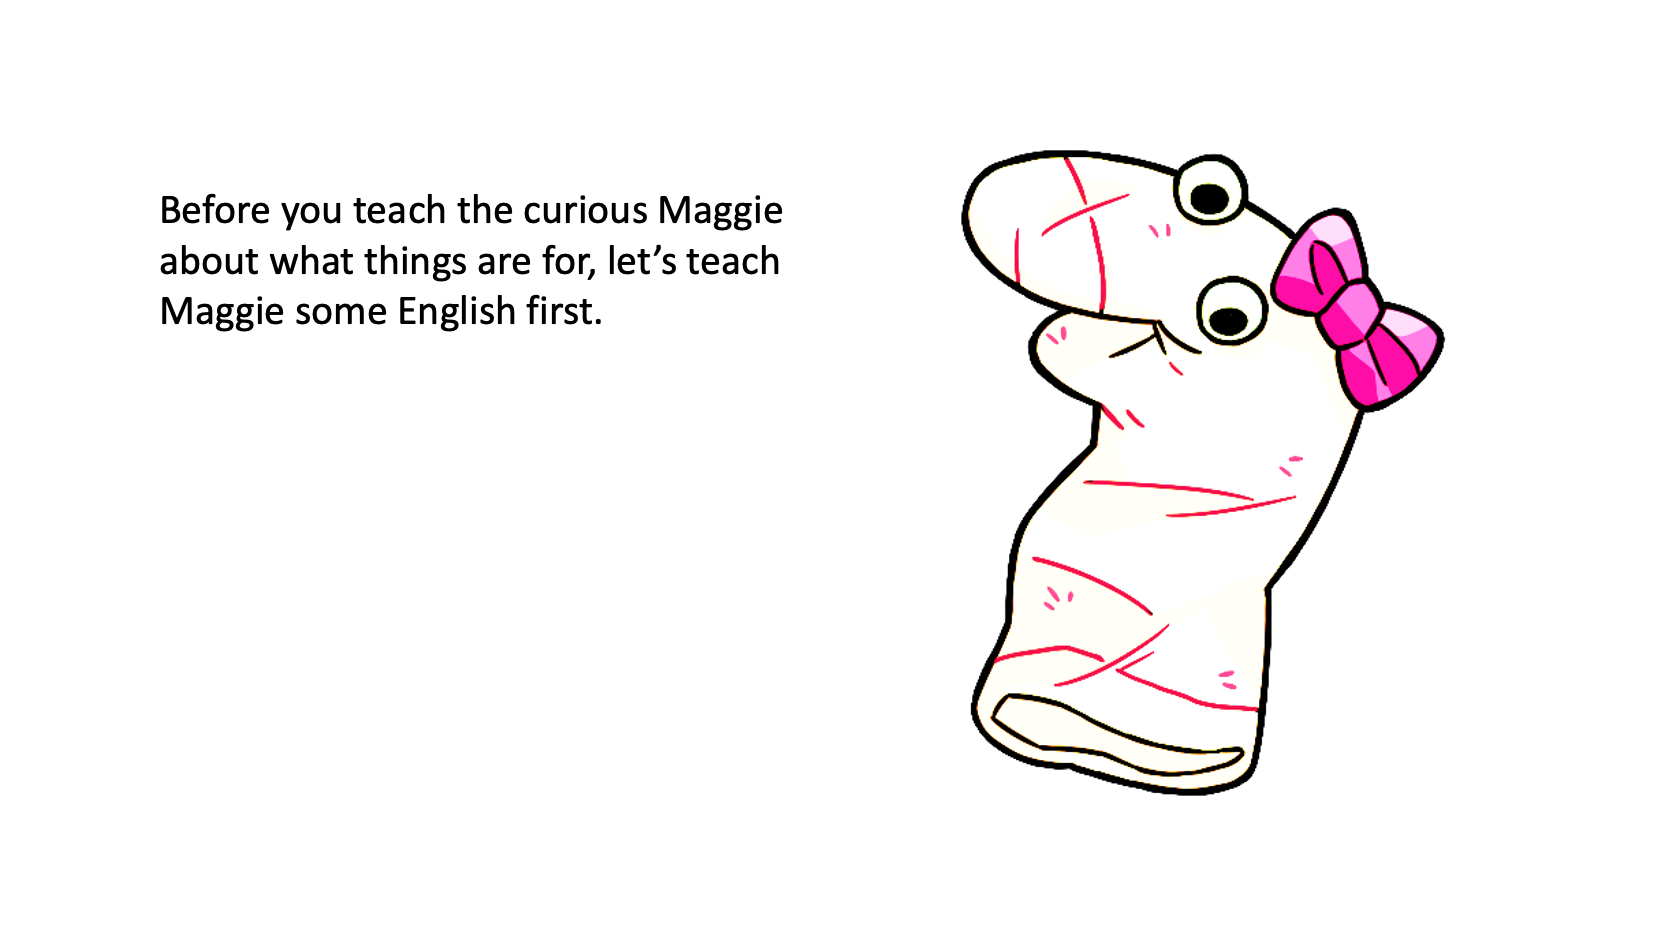 Before you teach the curious Maggie
about what things are for, let’s teach
Maggie some English first.